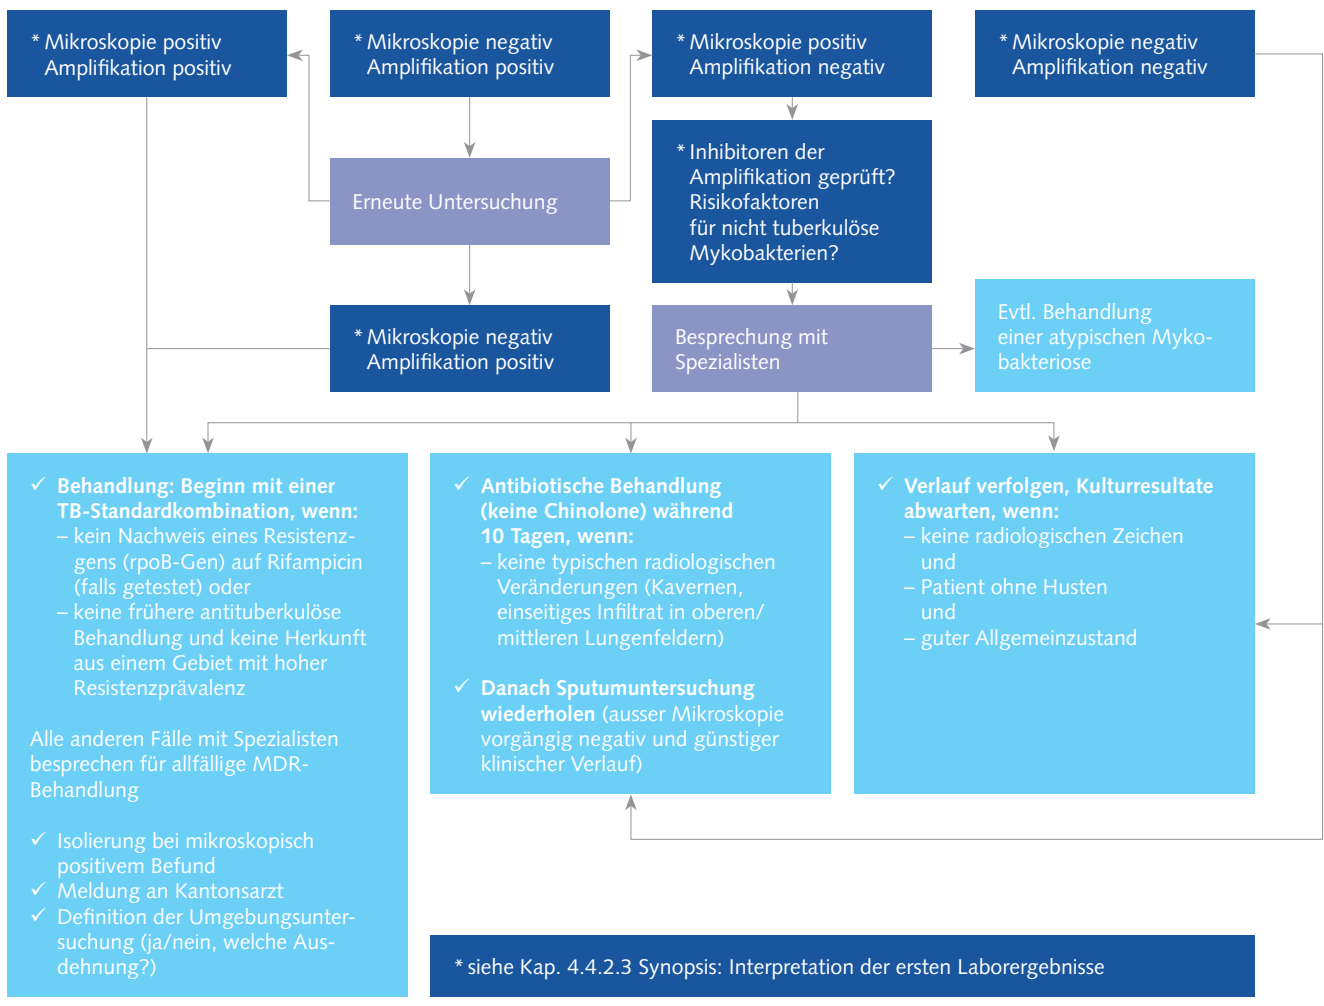 * Mikroskopie positiv
Amplifikation positiv
* Mikroskopie negativ
Amplifikation positiv
* Mikroskopie positiv
Amplifikation negativ
* Mikroskopie negativ
Amplifikation negativ
Erneute Untersuchung
* Inhibitoren der
Amplifikation geprüft?
Risikofaktoren
für nicht tuberkulöse
Mykobakterien?
* Mikroskopie negativ
Amplifikation positiv
Besprechung mit
Spezialisten
Evtl. Behandlung
einer atypischen Myko-
bakteriose
✓ Behandlung: Beginn mit einer
TB-Standardkombination, wenn:
– kein Nachweis eines Resistenz-
gens (rpoB-Gen) auf Rifampicin
(falls getestet) oder
– keine frühere antituberkulöse
Behandlung und keine Herkunft
aus einem Gebiet mit hoher
Resistenzprävalenz
Alle anderen Fälle mit Spezialisten
besprechen für allfällige MDR-
Behandlung
✓ Isolierung bei mikroskopisch
positivem Befund
✓ Meldung an Kantonsarzt
✓ Definition der Umgebungsunter-
suchung (ja/nein, welche Aus-
dehnung?)
✓ Antibiotische Behandlung
(keine Chinolone) während
10 Tagen, wenn:
– keine typischen radiologischen
Veränderungen (Kavernen,
einseitiges Infiltrat in oberen/
mittleren Lungenfeldern)
✓ Danach Sputumuntersuchung
wiederholen (ausser Mikroskopie
vorgängig negativ und günstiger
klinischer Verlauf)
✓ Verlauf verfolgen, Kulturresultate
abwarten, wenn:
– keine radiologischen Zeichen
und
– Patient ohne Husten
und
– guter Allgemeinzustand
* siehe Kap. 4.4.2.3 Synopsis: Interpretation der ersten Laborergebnisse